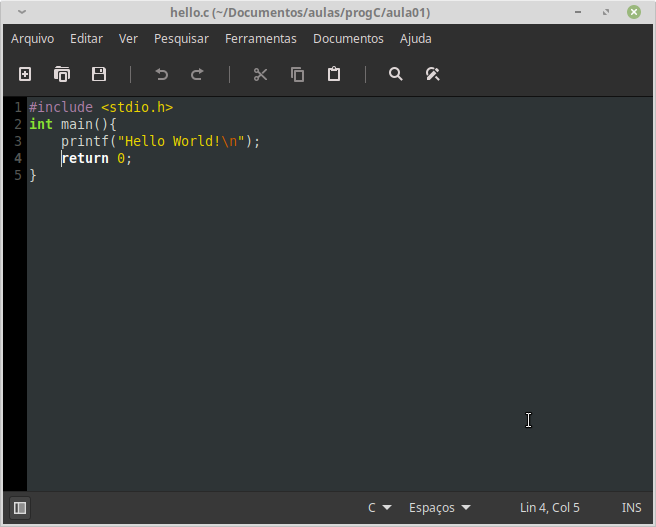 hello.c (~/Documentos/aulas/progC/aula01)
Arquivo Editar Ver Pesquisar Ferramentas Documentos Ajuda
1 #include <stdio.h>
2 int main(){
3     printf("Hello World!\n");
4     return 0;
5 }
C Espaços Lin 4, Col 5 INS